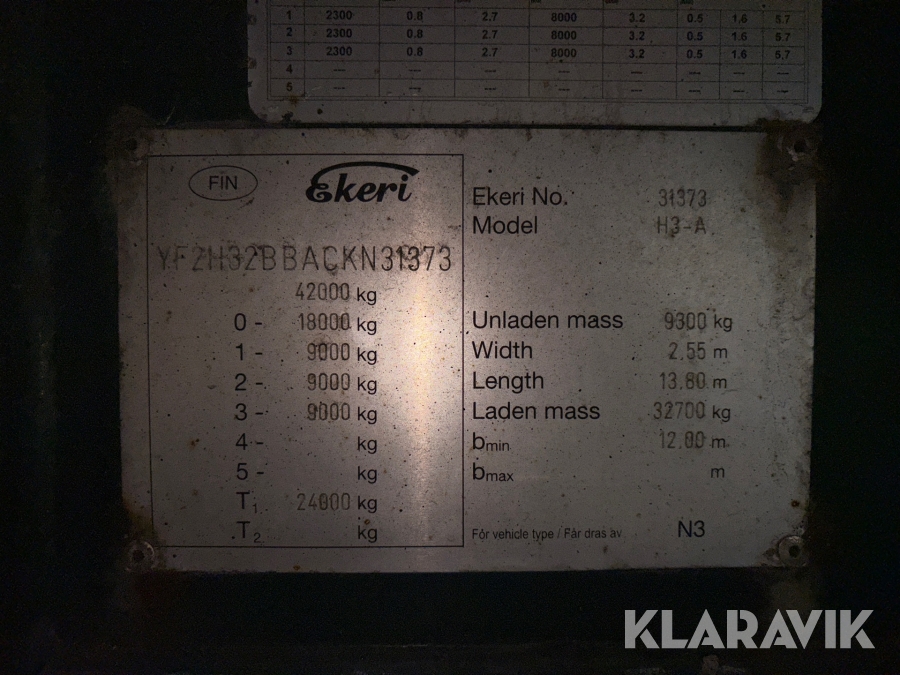 1 2300 0.8 2.7 8000 3.2 0.5 1.6 5.7
2 2300 0.8 2.7 8000 3.2 0.5 1.6 5.7
3 2300 0.8 2.7 8000 3.2 0.5 1.6 5.7
4 --- --- --- --- --- --- --- ---
5 --- --- --- --- --- --- --- ---
FIN Ekeri
YF2H32BBACKN31373
42000 kg
0 - 18000 kg
1 - 9000 kg
2 - 9000 kg
3 - 9000 kg
4 - kg
5 - kg
T1. 24000 kg
T2 kg
Ekeri No. 31373
Model H3-A
Unladen mass 9300 kg
Width 2.55 m
Length 13.80 m
Laden mass 32700 kg
bmin 12.00 m
bmax m
För vehicle type / Får dras av N3
KLARAVIK